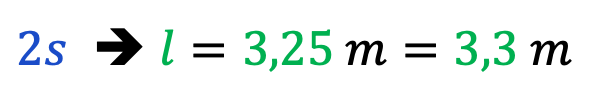 2s ➔ l = 3,25 m = 3,3 m